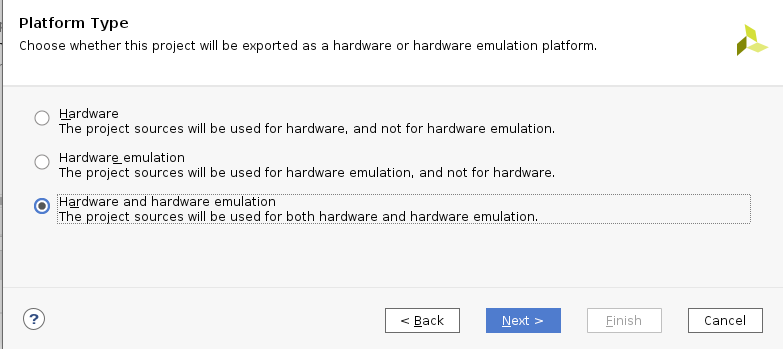 Platform Type
Choose whether this project will be exported as a hardware or hardware emulation platform.
Hardware
The project sources will be used for hardware, and not for hardware emulation.
Hardware emulation
The project sources will be used for hardware emulation, and not for hardware.
Hardware and hardware emulation
The project sources will be used for both hardware and hardware emulation.
? < Back Next > Finish Cancel